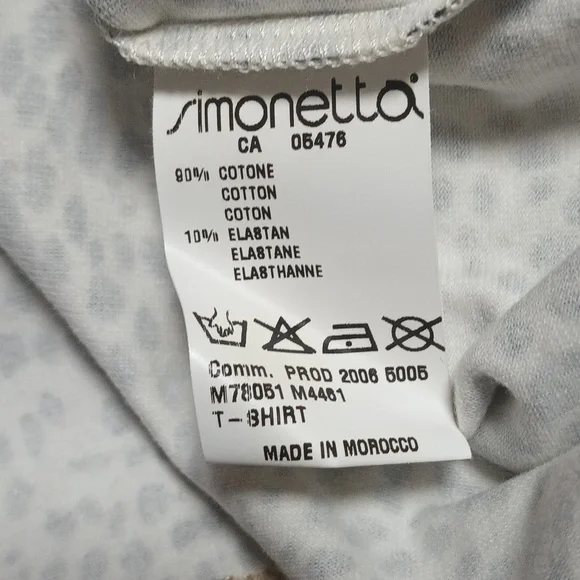 simonetta
CA 05476
90% COTONE
COTTON
COTON
10% ELASTAN
ELASTANE
ELASTHANNE
Comm. PROD 2006 5005
M78051 M4461
T-SHIRT
MADE IN MOROCCO